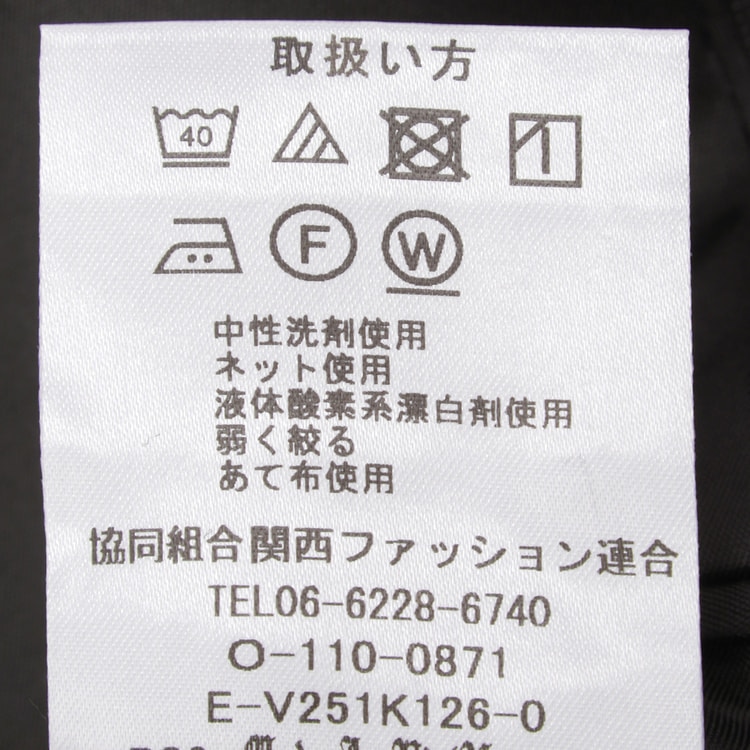 取扱い方
40
F W
中性洗剤使用
ネット使用
液体酸素系漂白剤使用
弱く絞る
あて布使用
協同組合関西ファッション連合
TEL06-6228-6740
O-110-0871
E-V251K126-0